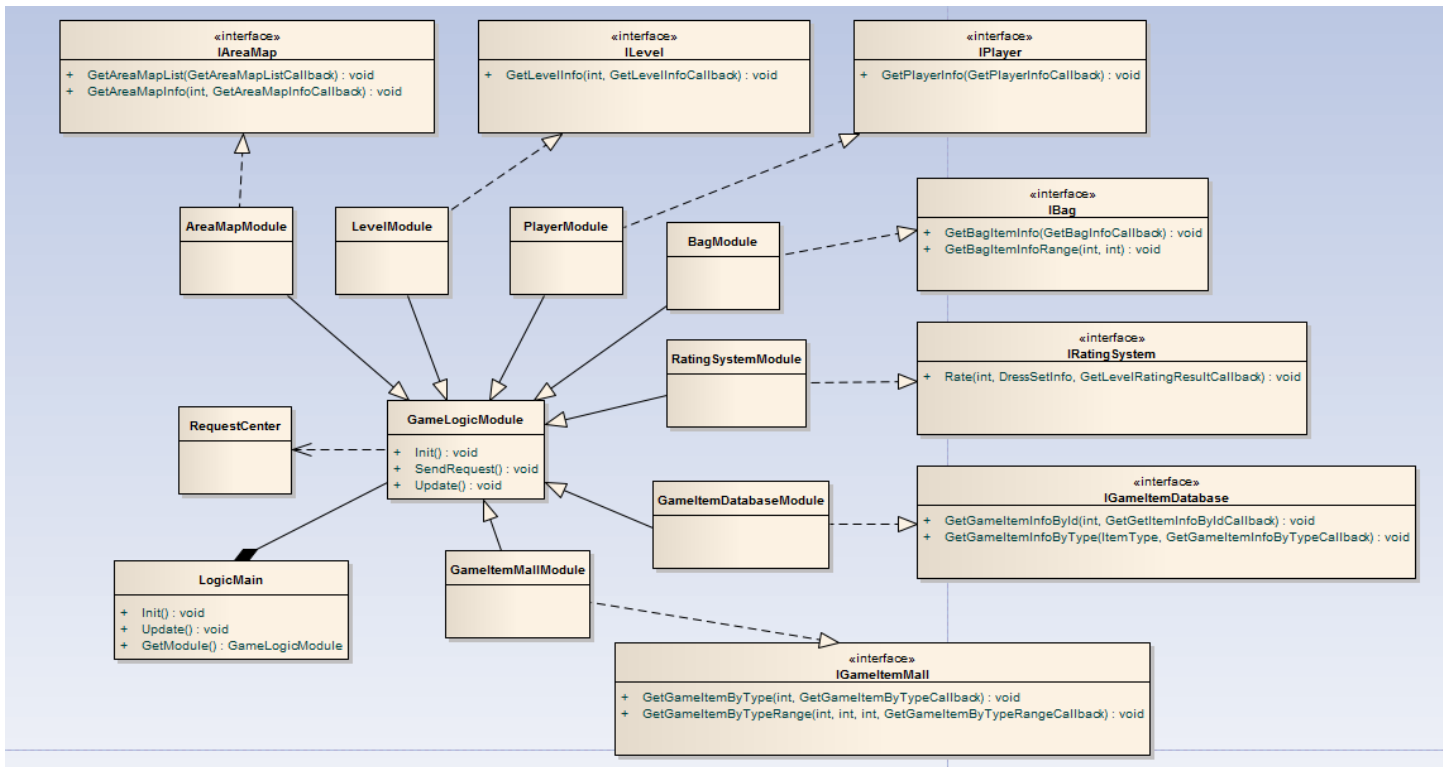 «interface»
IAreaMap
+ GetAreaMapList(GetAreaMapListCallback) : void
+ GetAreaMapInfo(int, GetAreaMapInfoCallback) : void
«interface»
ILevel
+ GetLevelInfo(int, GetLevelInfoCallback) : void
«interface»
IPlayer
+ GetPlayerInfo(GetPlayerInfoCallback) : void
AreaMapModule
LevelModule
PlayerModule
BagModule
«interface»
IBag
+ GetBagItemInfo(GetBagInfoCallback) : void
+ GetBagItemInfoRange(int, int) : void
RatingSystemModule
«interface»
IRatingSystem
+ Rate(int, DressSetInfo, GetLevelRatingResultCallback) : void
RequestCenter
GameLogicModule
+ Init() : void
+ SendRequest() : void
+ Update() : void
GameItemDatabaseModule
«interface»
IGameItemDatabase
+ GetGameItemInfoById(int, GetGetItemInfoByIdCallback) : void
+ GetGameItemInfoByType(ItemType, GetGameItemInfoByTypeCallback) : void
LogicMain
+ Init() : void
+ Update() : void
+ GetModule() : GameLogicModule
GameItemMallModule
«interface»
IGameItemMall
+ GetGameItemByType(int, GetGameItemByTypeCallback) : void
+ GetGameItemByTypeRange(int, int, int, GetGameItemByTypeRangeCallback) : void